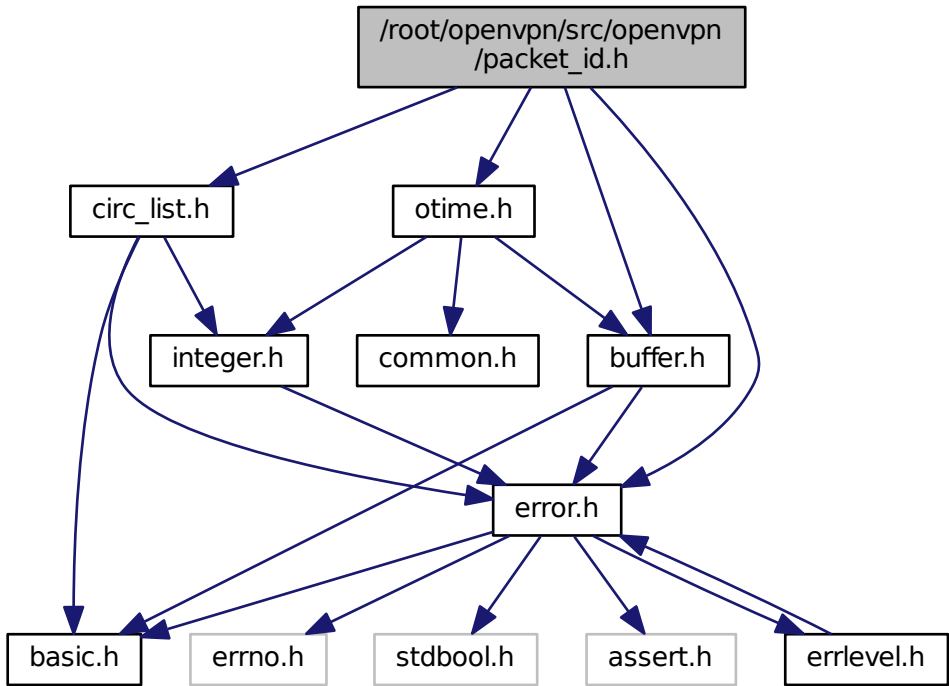 /root/openvpn/src/openvpn
/packet_id.h
circ_list.h
otime.h
integer.h
common.h
buffer.h
error.h
basic.h
errno.h
stdbool.h
assert.h
errlevel.h